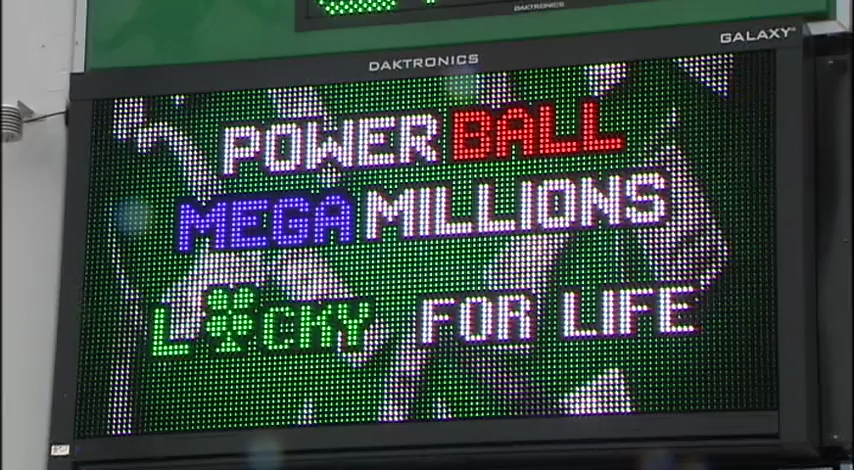 DAKTRONICS
GALAXY
DAKTRONICS
POWERBALL
MEGA MILLIONS
LUCKY FOR LIFE